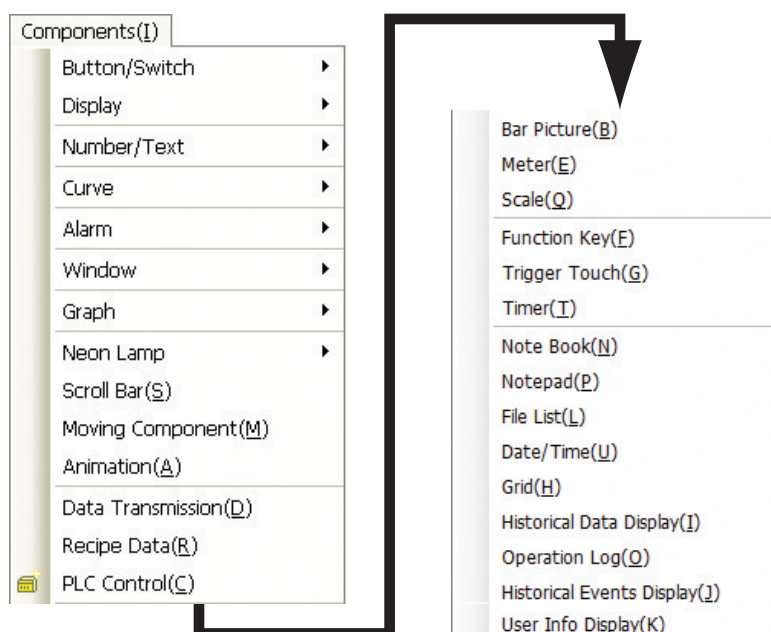 Components(I)
Button/Switch
Display
Number/Text
Curve
Alarm
Window
Graph
Neon Lamp
Scroll Bar(S)
Moving Component(M)
Animation(A)
Data Transmission(D)
Recipe Data(R)
PLC Control(C)
Bar Picture(B)
Meter(E)
Scale(Q)
Function Key(F)
Trigger Touch(G)
Timer(T)
Note Book(N)
Notepad(P)
File List(L)
Date/Time(U)
Grid(H)
Historical Data Display(I)
Operation Log(O)
Historical Events Display(J)
User Info Display(K)